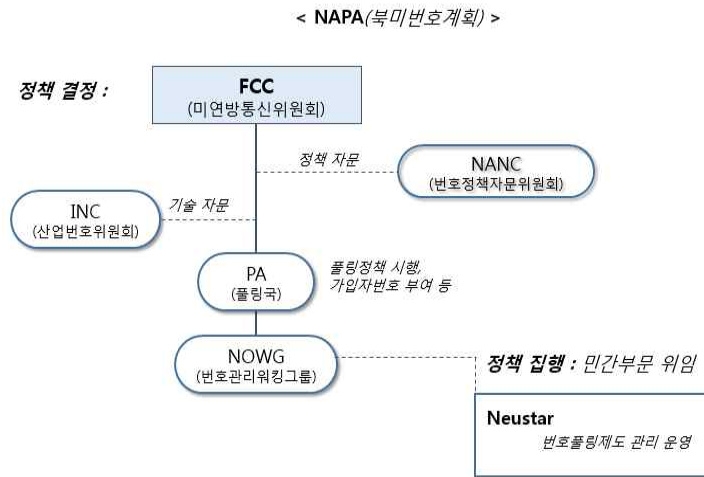 < NAPA(북미번호계획) >
정책 결정 :
FCC
(미연방통신위원회)
정책 자문
NANC
(번호정책자문위원회)
기술 자문
INC
(산업번호위원회)
PA
(풀링국)
풀링정책 시행,
가입자번호 부여 등
NOWG
(번호관리워킹그룹)
정책 집행 : 민간부문 위임
Neustar
번호풀링제도 관리 운영